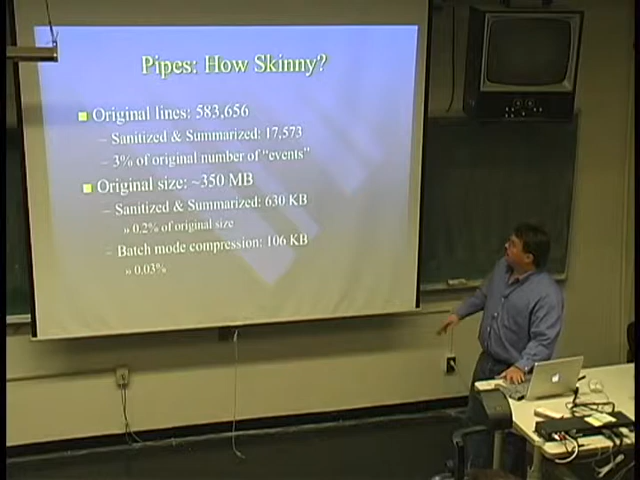 Pipes: How Skinny?
Original lines: 583,656
– Sanitized & Summarized: 17,573
– 3% of original number of “events”
Original size: ~350 MB
– Sanitized & Summarized: 630 KB
» 0.2% of original size
– Batch mode compression: 106 KB
» 0.03%